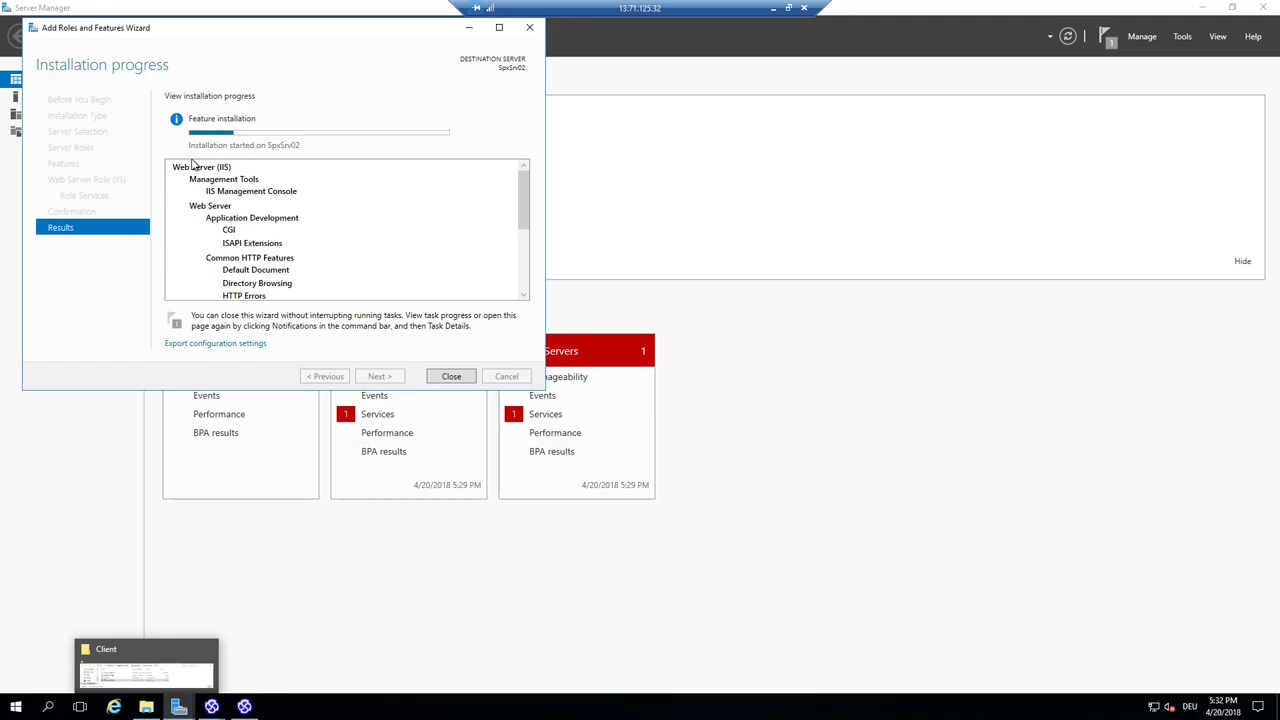 Server Manager
13.71.125.32
Add Roles and Features Wizard
1
Manage
Tools
View
Help
Installation progress
DESTINATION SERVER
SpxSrv02
Before You Begin
Installation Type
Server Selection
Server Roles
Features
Web Server Role (IIS)
Role Services
Confirmation
Results
View installation progress
Feature installation
Installation started on SpxSrv02
Web Server (IIS)
Management Tools
IIS Management Console
Web Server
Application Development
CGI
ISAPI Extensions
Common HTTP Features
Default Document
Directory Browsing
HTTP Errors
1
You can close this wizard without interrupting running tasks. View task progress or open this
page again by clicking Notifications in the command bar, and then Task Details.
Export configuration settings
< Previous
Next >
Close
Cancel
Hide
Servers
1
nageability
Events
Performance
BPA results
Events
1
Services
Performance
BPA results
4/20/2018 5:29 PM
Events
1
Services
Performance
BPA results
4/20/2018 5:29 PM
Client
DEU
5:32 PM
4/20/2018